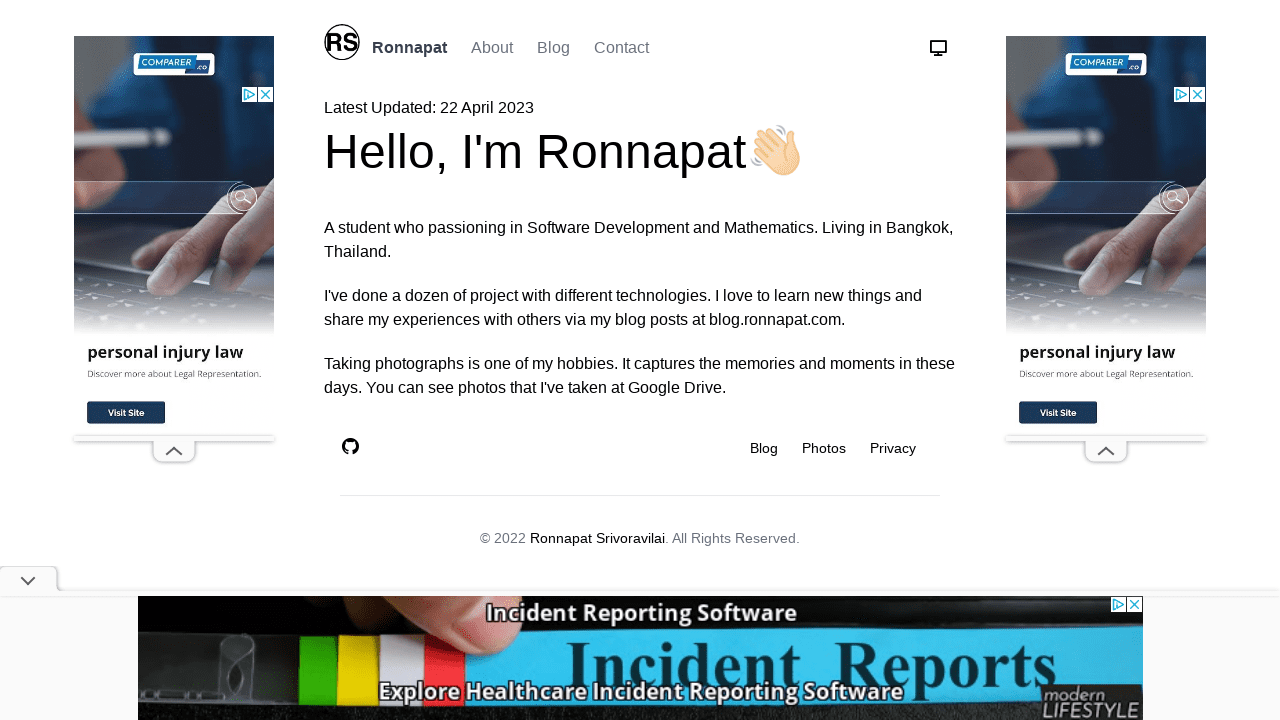 RS
Ronnapat
About
Blog
Contact
Latest Updated: 22 April 2023
Hello, I'm Ronnapat👋🏼
A student who passioning in Software Development and Mathematics. Living in Bangkok,
Thailand.
I've done a dozen of project with different technologies. I love to learn new things and
share my experiences with others via my blog posts at blog.ronnapat.com.
Taking photographs is one of my hobbies. It captures the memories and moments in these
days. You can see photos that I've taken at Google Drive.
Blog
Photos
Privacy
© 2022 Ronnapat Srivoravilai. All Rights Reserved.
COMPARER
.co
personal injury law
Discover more about Legal Representation.
Visit Site
COMPARER
.co
personal injury law
Discover more about Legal Representation.
Visit Site
Incident Reporting Software
Incident Reports
Explore Healthcare Incident Reporting Software
modern
LIFESTYLE